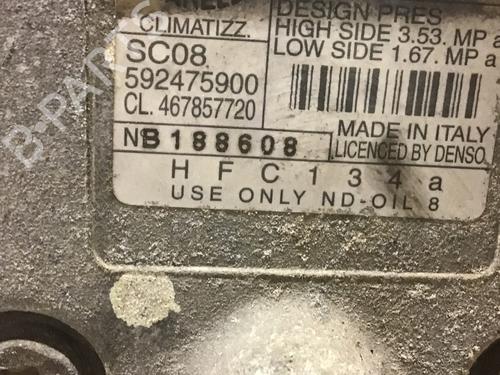 CLIMATIZZ.
SC08
592475900
CL. 467857720
NB188608
DESIGN PRES
HIGH SIDE 3.53. MP a
LOW SIDE 1.67. MP a
MADE IN ITALY
LICENCED BY DENSO
HFC134a
USE ONLY ND-OIL 8
B-PARTS